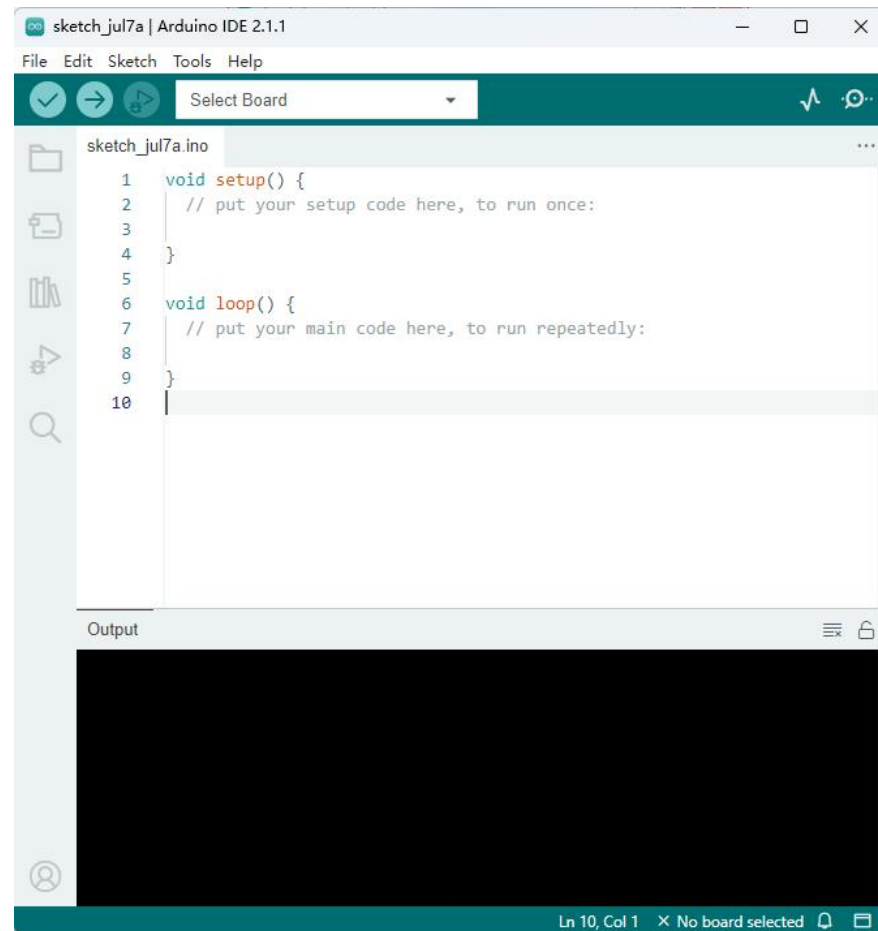 sketch_jul7a | Arduino IDE 2.1.1
File Edit Sketch Tools Help
Select Board
sketch_jul7a.ino
1 void setup() {
2 // put your setup code here, to run once:
3
4 }
5
6 void loop() {
7 // put your main code here, to run repeatedly:
8
9 }
10
Output
Ln 10, Col 1 × No board selected